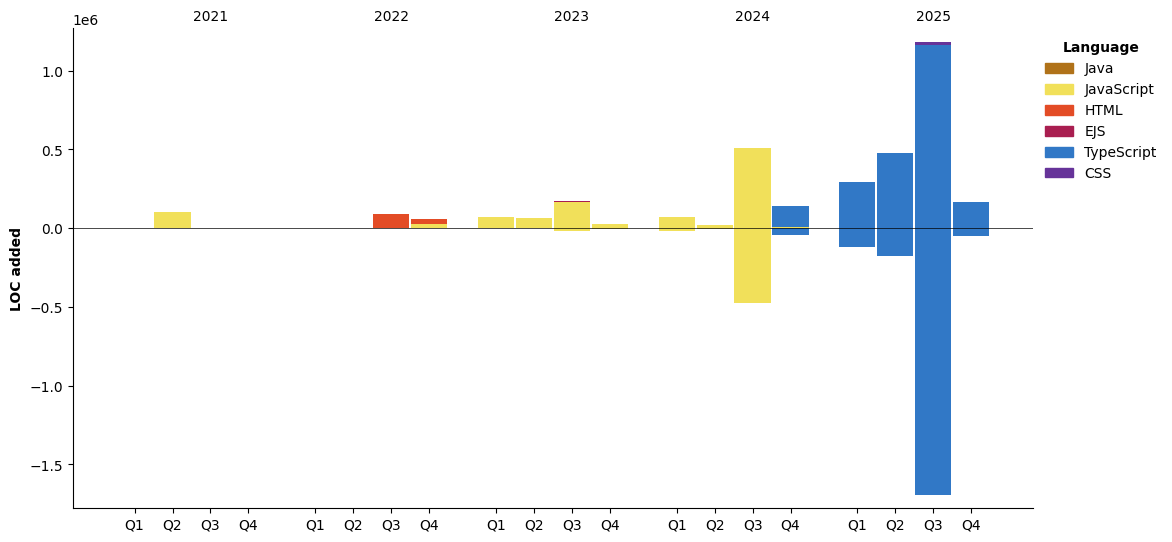 1e6
2021 2022 2023 2024 2025
Language
Java
JavaScript
HTML
EJS
TypeScript
CSS
LOC added
1.0
0.5
0.0
−0.5
−1.0
−1.5
Q1 Q2 Q3 Q4 Q1 Q2 Q3 Q4 Q1 Q2 Q3 Q4 Q1 Q2 Q3 Q4 Q1 Q2 Q3 Q4